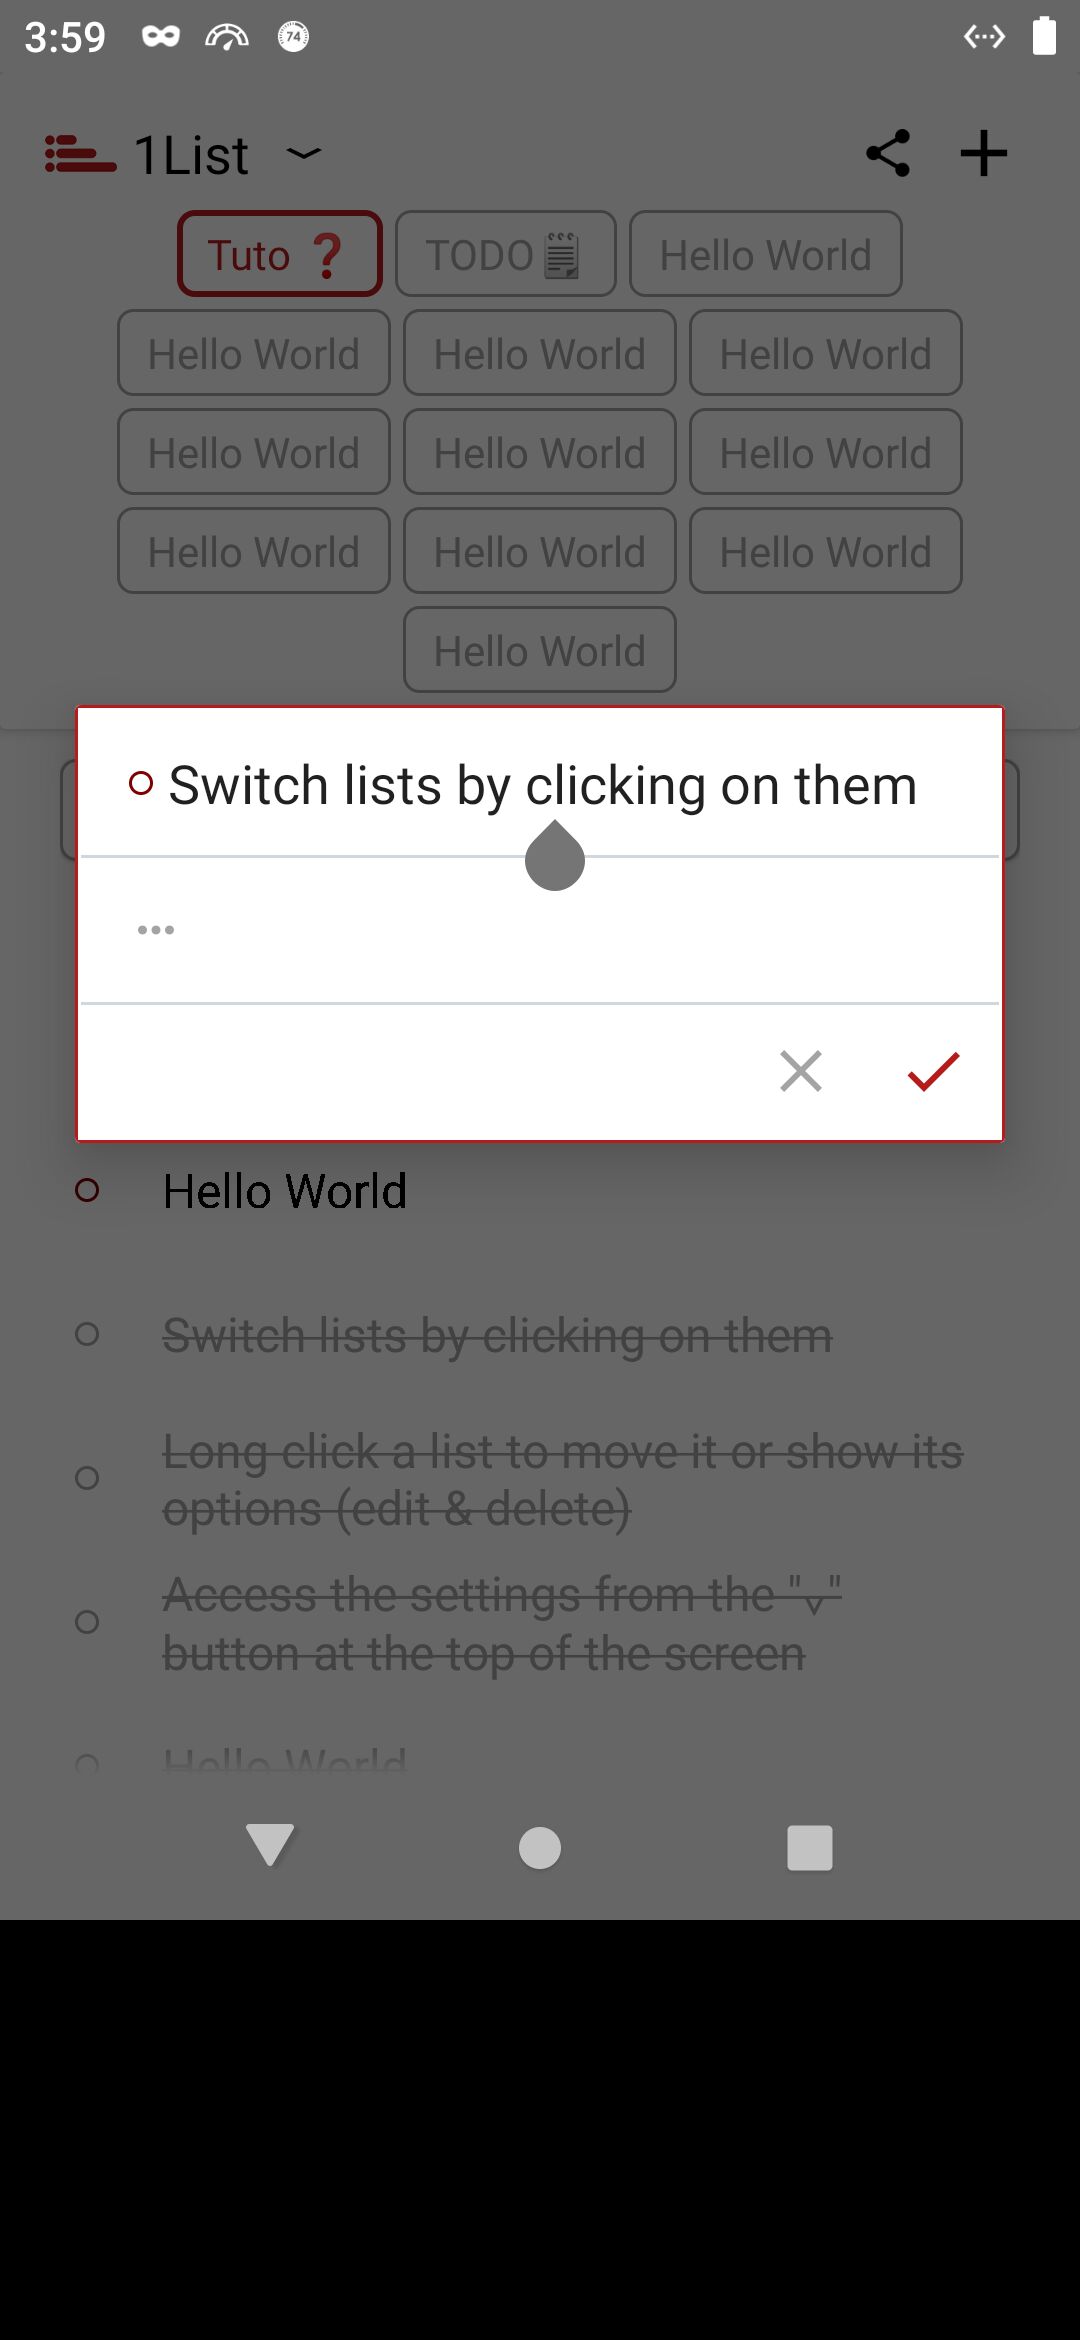 3:59 74
1List
Tuto ❓ TODO Hello World
Hello World Hello World Hello World
Hello World Hello World Hello World
Hello World Hello World Hello World
Hello World
Switch lists by clicking on them
...
Hello World
Switch lists by clicking on them
Long click a list to move it or show its
options (edit & delete)
Access the settings from the "⌄"
button at the top of the screen
Hello World